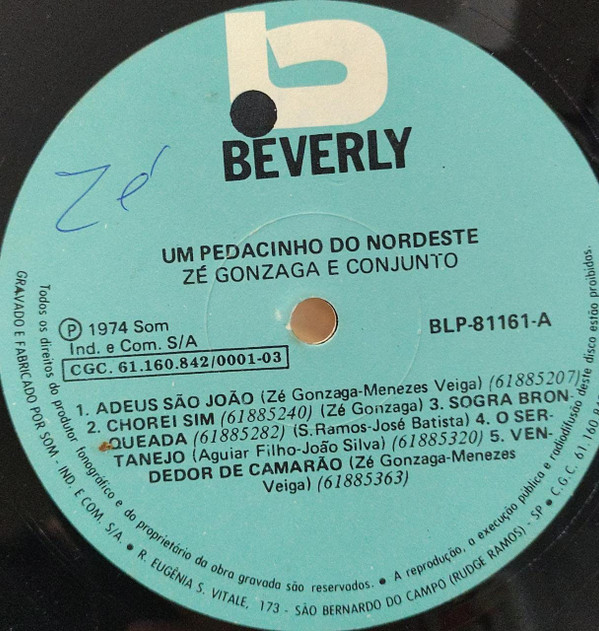 b
BEVERLY
Zé
UM PEDACINHO DO NORDESTE
ZÉ GONZAGA E CONJUNTO
℗ 1974 Som
Ind. e Com. S/A
CGC. 61.160.842/0001-03
BLP-81161-A
1. ADEUS SÃO JOÃO (Zé Gonzaga-Menezes Veiga) (61885207)
2. CHOREI SIM (61885240) (Zé Gonzaga) 3. SOGRA BRON-
QUEADA (61885282) (S. Ramos-José Batista) 4. O SER-
TANEJO (Aguiar Filho-João Silva) (61885320) 5. VEN-
DEDOR DE CAMARÃO (Zé Gonzaga-Menezes
Veiga) (61885363)
Todos os direitos do produtor fonográfico e do proprietário da obra gravada são reservados. • A reprodução, a execução pública e radiodifusão deste disco estão proibidas.
GRAVADO E FABRICADO POR SOM - IND. E COM. S/A. • R. EUGÊNIA S. VITALE, 173 - SÃO BERNARDO DO CAMPO (RUDGE RAMOS) - SP • C.G.C. 61.160